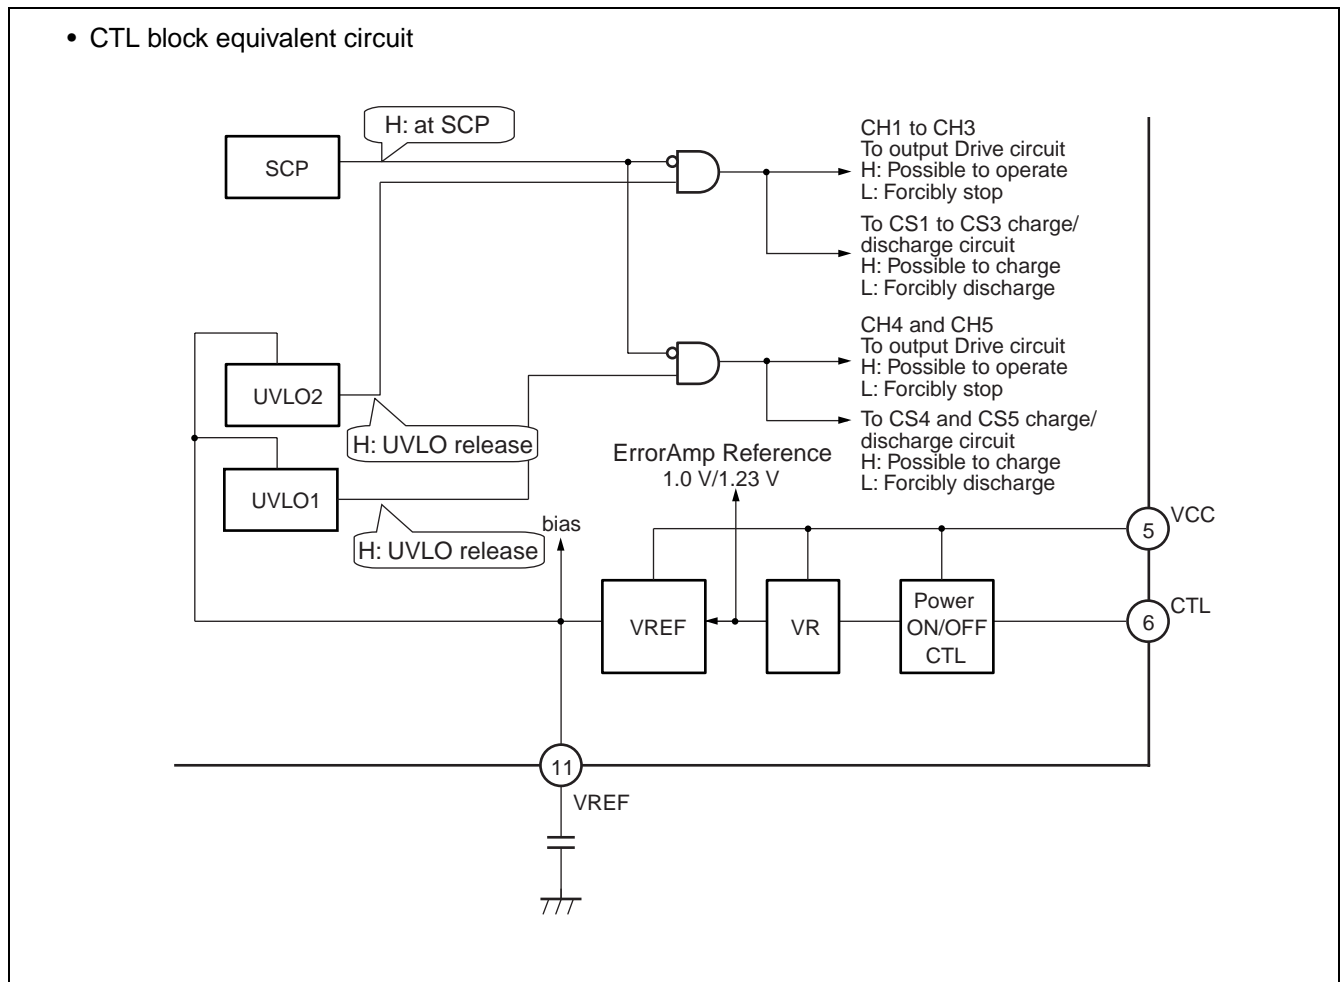 • CTL block equivalent circuit
H: at SCP
SCP
CH1 to CH3
To output Drive circuit
H: Possible to operate
L: Forcibly stop
To CS1 to CS3 charge/
discharge circuit
H: Possible to charge
L: Forcibly discharge
UVLO2
H: UVLO release
CH4 and CH5
To output Drive circuit
H: Possible to operate
L: Forcibly stop
To CS4 and CS5 charge/
discharge circuit
H: Possible to charge
L: Forcibly discharge
UVLO1
H: UVLO release
ErrorAmp Reference
1.0 V/1.23 V
bias
5
VCC
VREF
VR
Power
ON/OFF
CTL
6
CTL
11
VREF